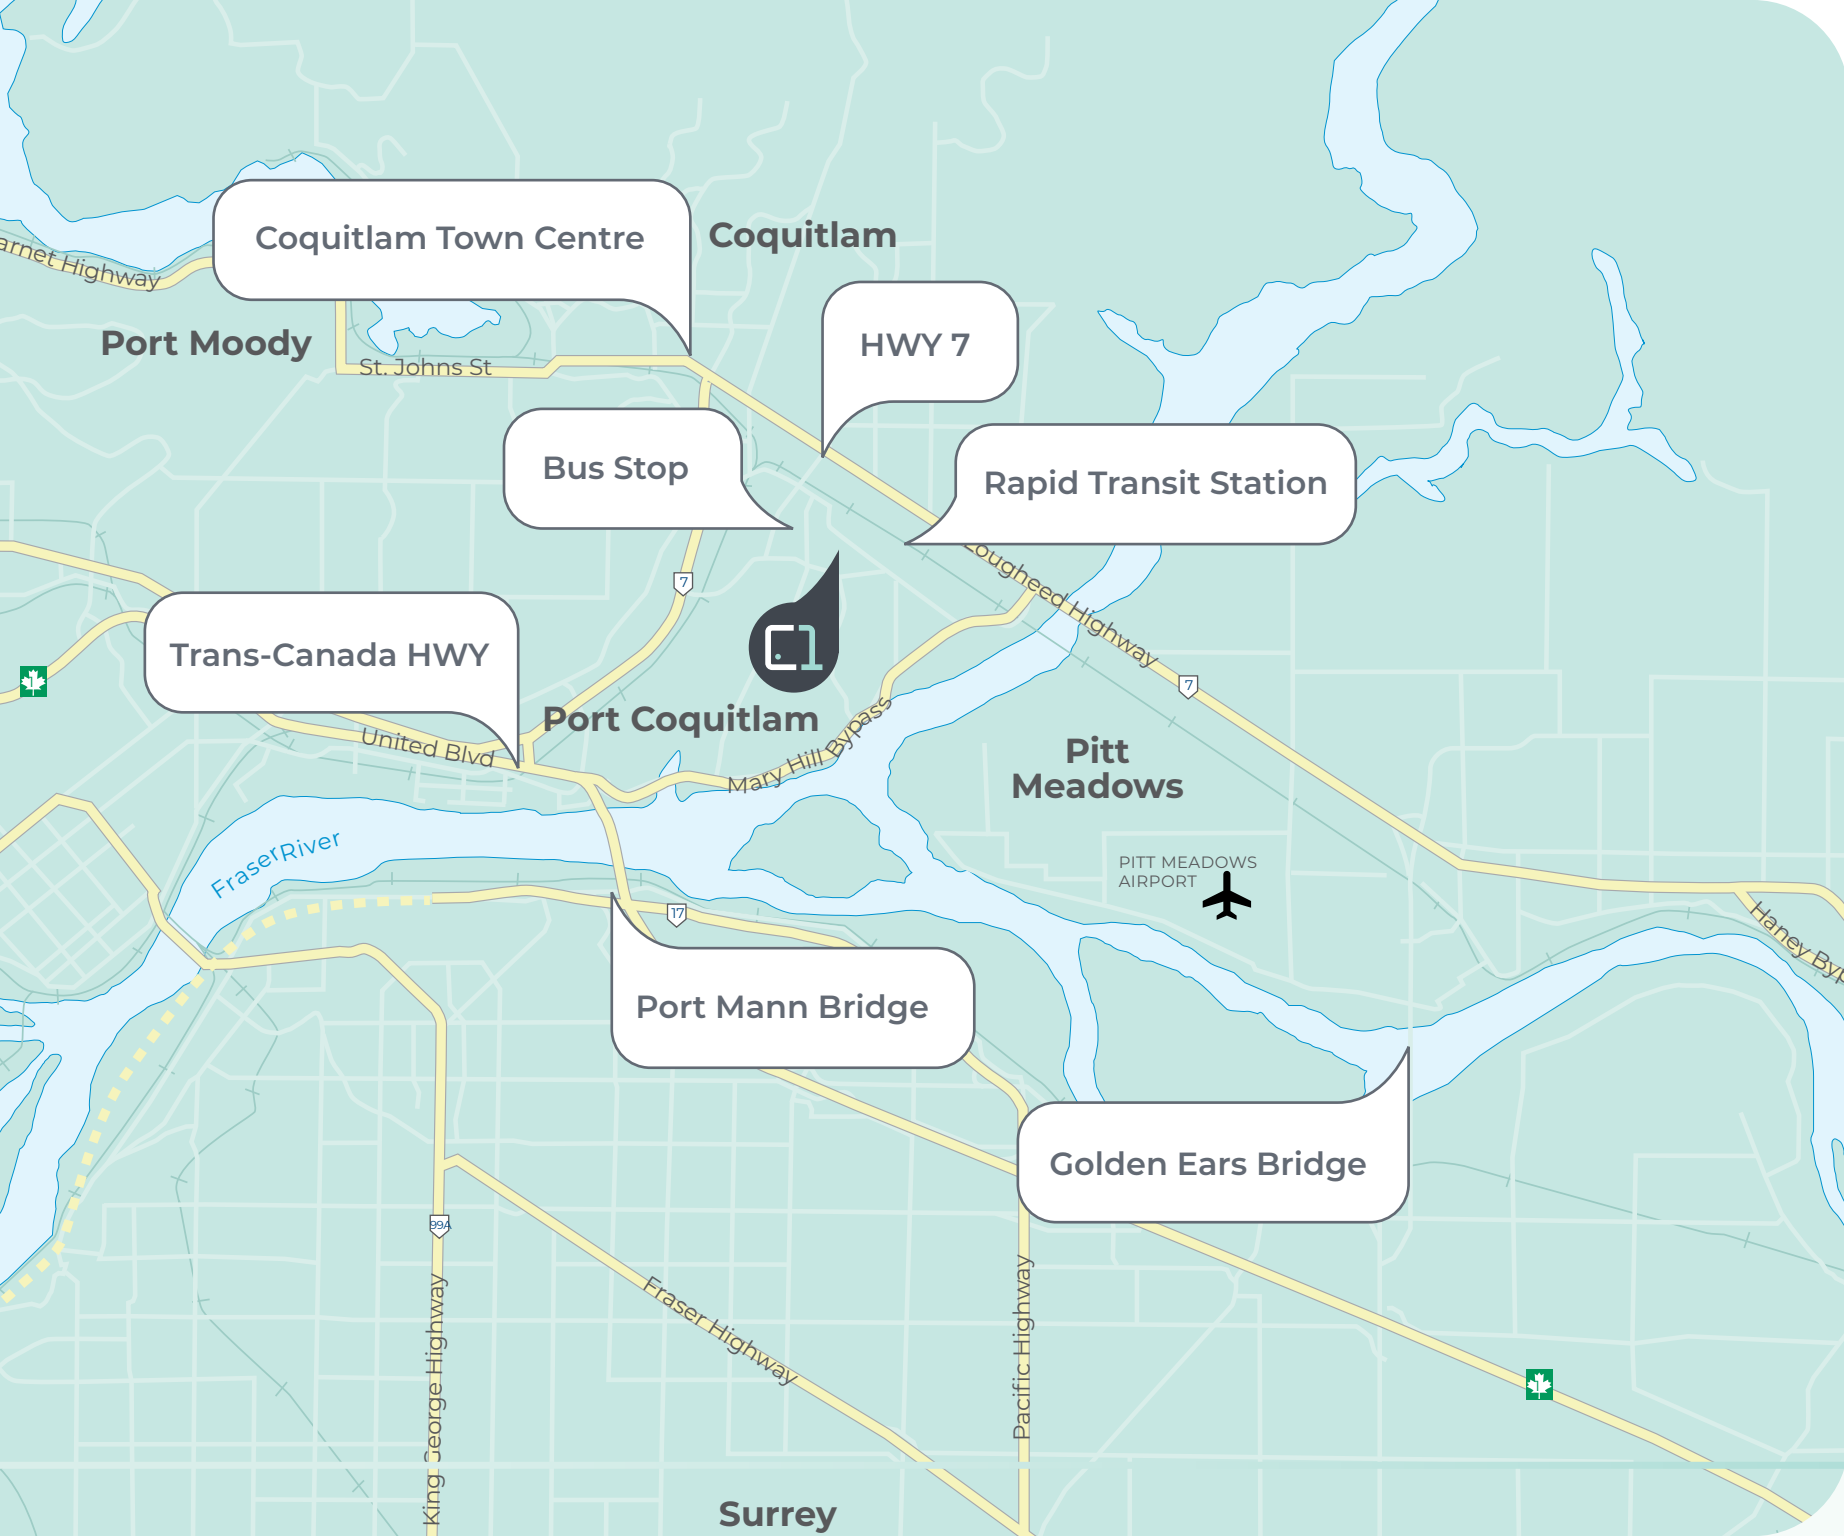 Coquitlam Town Centre
Coquitlam
arnet Highway
HWY 7
Port Moody
St. Johns St
Bus Stop
Rapid Transit Station
Lougheed Highway
7
Trans-Canada HWY
1
7
Port Coquitlam
United Blvd
Mary Hill Bypass
Pitt
Meadows
Fraser River
PITT MEADOWS
AIRPORT
17
Haney Byp
Port Mann Bridge
Golden Ears Bridge
99A
King George Highway
Fraser Highway
Pacific Highway
1
Surrey